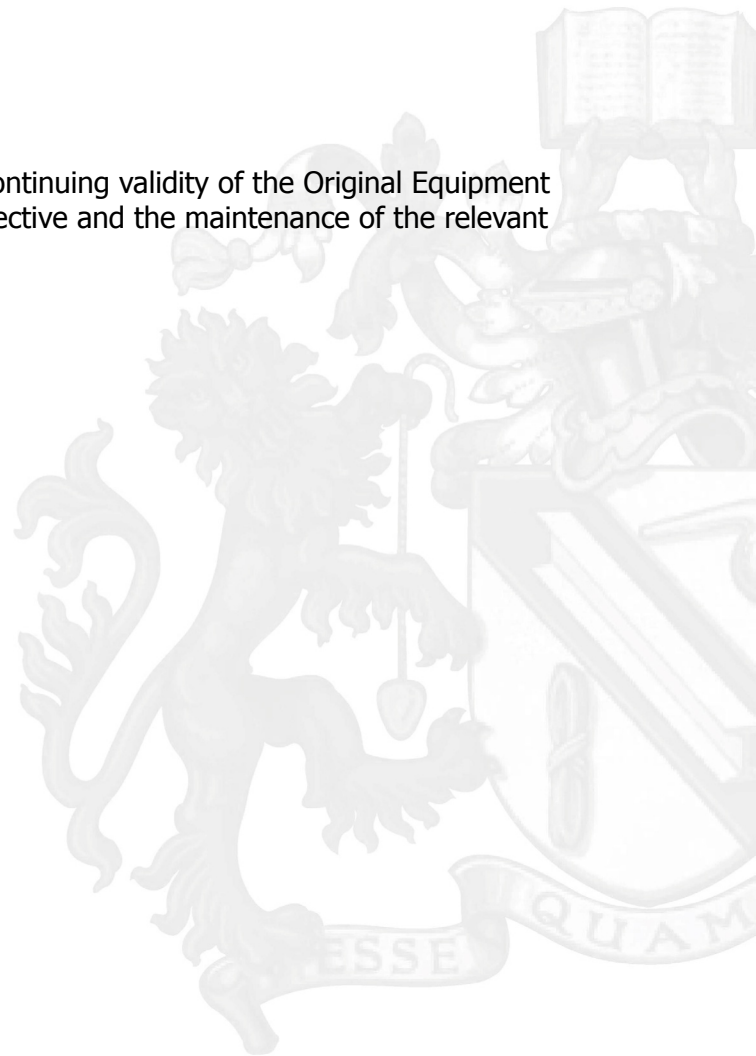 ontinuing validity of the Original Equipment
ective and the maintenance of the relevant
ESSE
QUAM